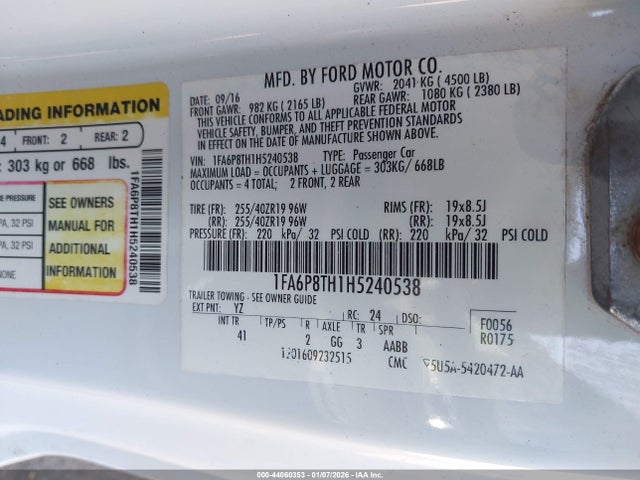 ADING INFORMATION
4 FRONT: 2 REAR: 2
: 303 kg or 668 lbs.
E PRESSURE
PA, 32 PSI
PA, 32 PSI
NONE
SEE OWNERS
MANUAL FOR
ADDITIONAL
INFORMATION
1FA6P8TH1H5240538
MFD. BY FORD MOTOR CO.
DATE: 09/16 GVWR: 2041 KG ( 4500 LB)
FRONT GAWR: 982 KG ( 2165 LB) REAR GAWR: 1080 KG ( 2380 LB)
THIS VEHICLE CONFORMS TO ALL APPLICABLE FEDERAL MOTOR
VEHICLE SAFETY, BUMPER, AND THEFT PREVENTION STANDARDS
IN EFFECT ON THE DATE OF MANUFACTURE SHOWN ABOVE.
VIN: 1FA6P8TH1H5240538 TYPE: Passenger Car
MAXIMUM LOAD = OCCUPANTS + LUGGAGE = 303KG/ 668LB
OCCUPANTS = 4 TOTAL; 2 FRONT, 2 REAR
TIRE (FR): 255/40ZR19 96W RIMS (FR): 19x8.5J
(RR): 255/40ZR19 96W (RR): 19x8.5J
PRESSURE (FR): 220 kPa/ 32 PSI COLD (RR): 220 kPa/ 32 PSI COLD
1FA6P8TH1H5240538
TRAILER TOWING - SEE OWNER GUIDE
EXT PNT: YZ RC: 24 DSO:
INT TR TP/PS R AXLE TR SPR
41 2 GG 3 AABB
F0056
R0175
1201609232515 CMC 5U5A-5420472-AA
000-44060353 - 01/07/2026 - IAA Inc.